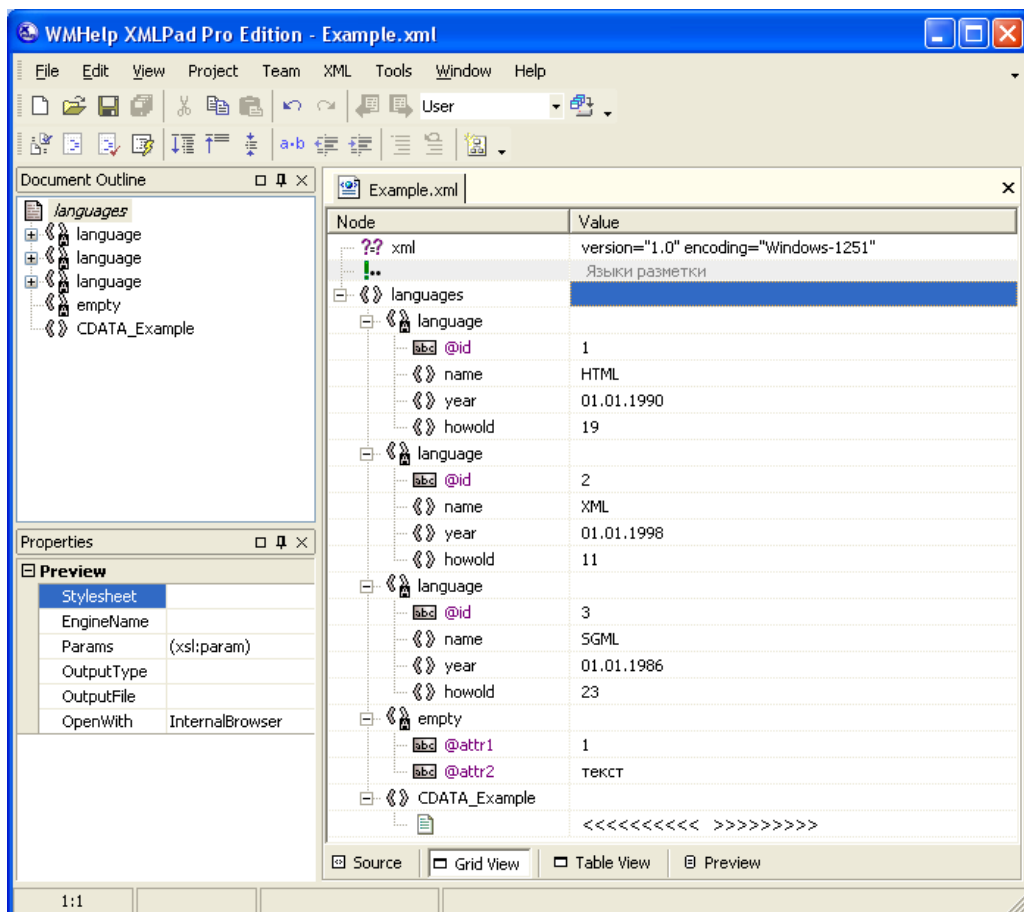 WMHelp XMLPad Pro Edition - Example.xml
File Edit View Project Team XML Tools Window Help
User
a·b
Document Outline
languages
language
language
language
empty
CDATA_Example
Properties
Preview
Stylesheet
EngineName
Params (xsl:param)
OutputType
OutputFile
OpenWith InternalBrowser
Example.xml
Node Value
?=? xml version="1.0" encoding="Windows-1251"
Языки разметки
languages
language
abc @id 1
name HTML
year 01.01.1990
howold 19
language
abc @id 2
name XML
year 01.01.1998
howold 11
language
abc @id 3
name SGML
year 01.01.1986
howold 23
empty
abc @attr1 1
abc @attr2 текст
CDATA_Example
<<<<<<<<<< >>>>>>>>>
Source Grid View Table View Preview
1:1